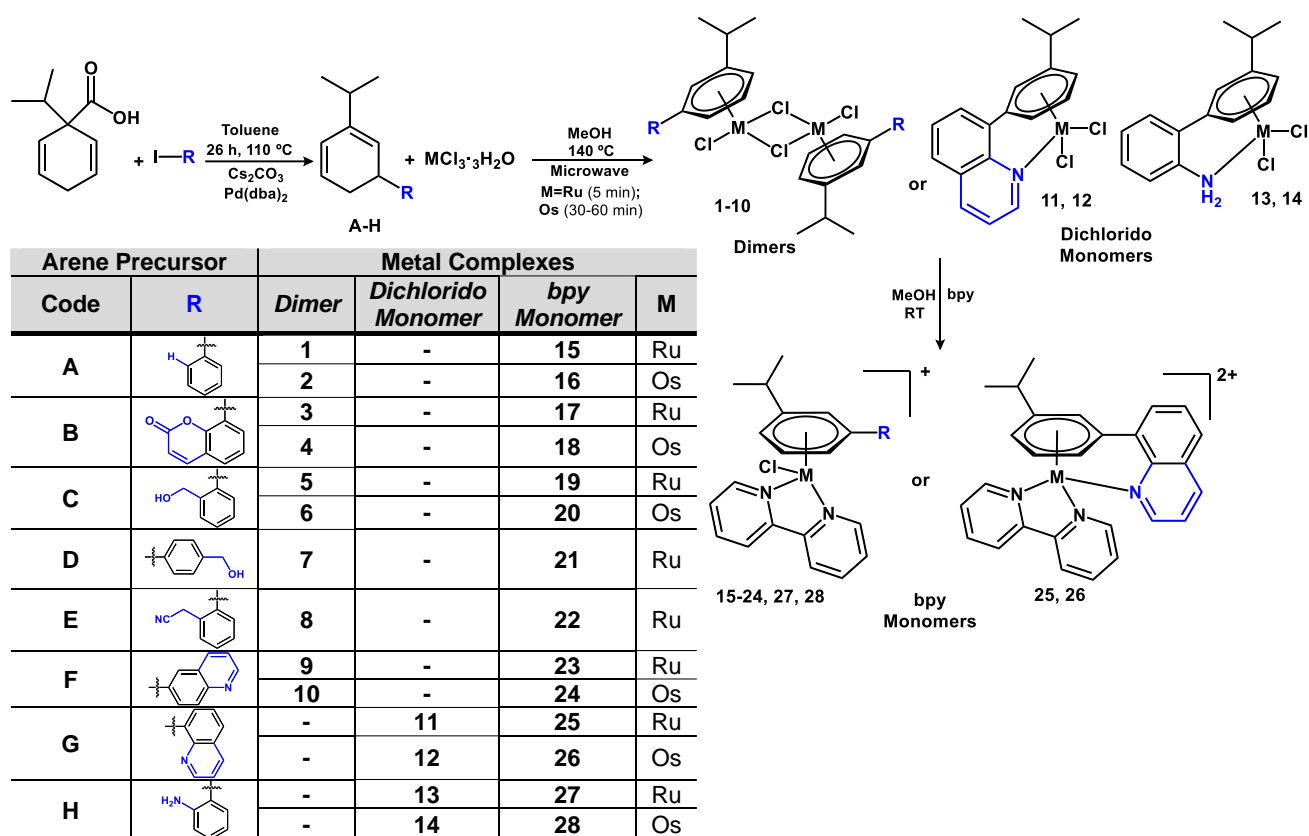 O
OH
+ I–R
Toluene
26 h, 110 ºC
Cs2CO3
Pd(dba)2
R
A-H
+ MCl3·3H2O
MeOH
140 ºC
Microwave
M=Ru (5 min);
Os (30-60 min)
R
Cl
M
Cl
Cl
M
Cl
R
1-10
Dimers
or
N
M
Cl
Cl
11, 12
N
H2
M
Cl
Cl
13, 14
Dichlorido
Monomers
MeOH bpy
RT
+
R
Cl
M
N
N
15-24, 27, 28
or
2+
M
N
N
N
25, 26
bpy
Monomers
Arene Precursor Metal Complexes
Code R Dimer Dichlorido Monomer bpy Monomer M
A H 1 - 15 Ru
2 - 16 Os
B O O 3 - 17 Ru
4 - 18 Os
C HO 5 - 19 Ru
6 - 20 Os
D OH 7 - 21 Ru
E NC 8 - 22 Ru
F N 9 - 23 Ru
10 - 24 Os
G N - 11 25 Ru
- 12 26 Os
H H2N - 13 27 Ru
- 14 28 Os